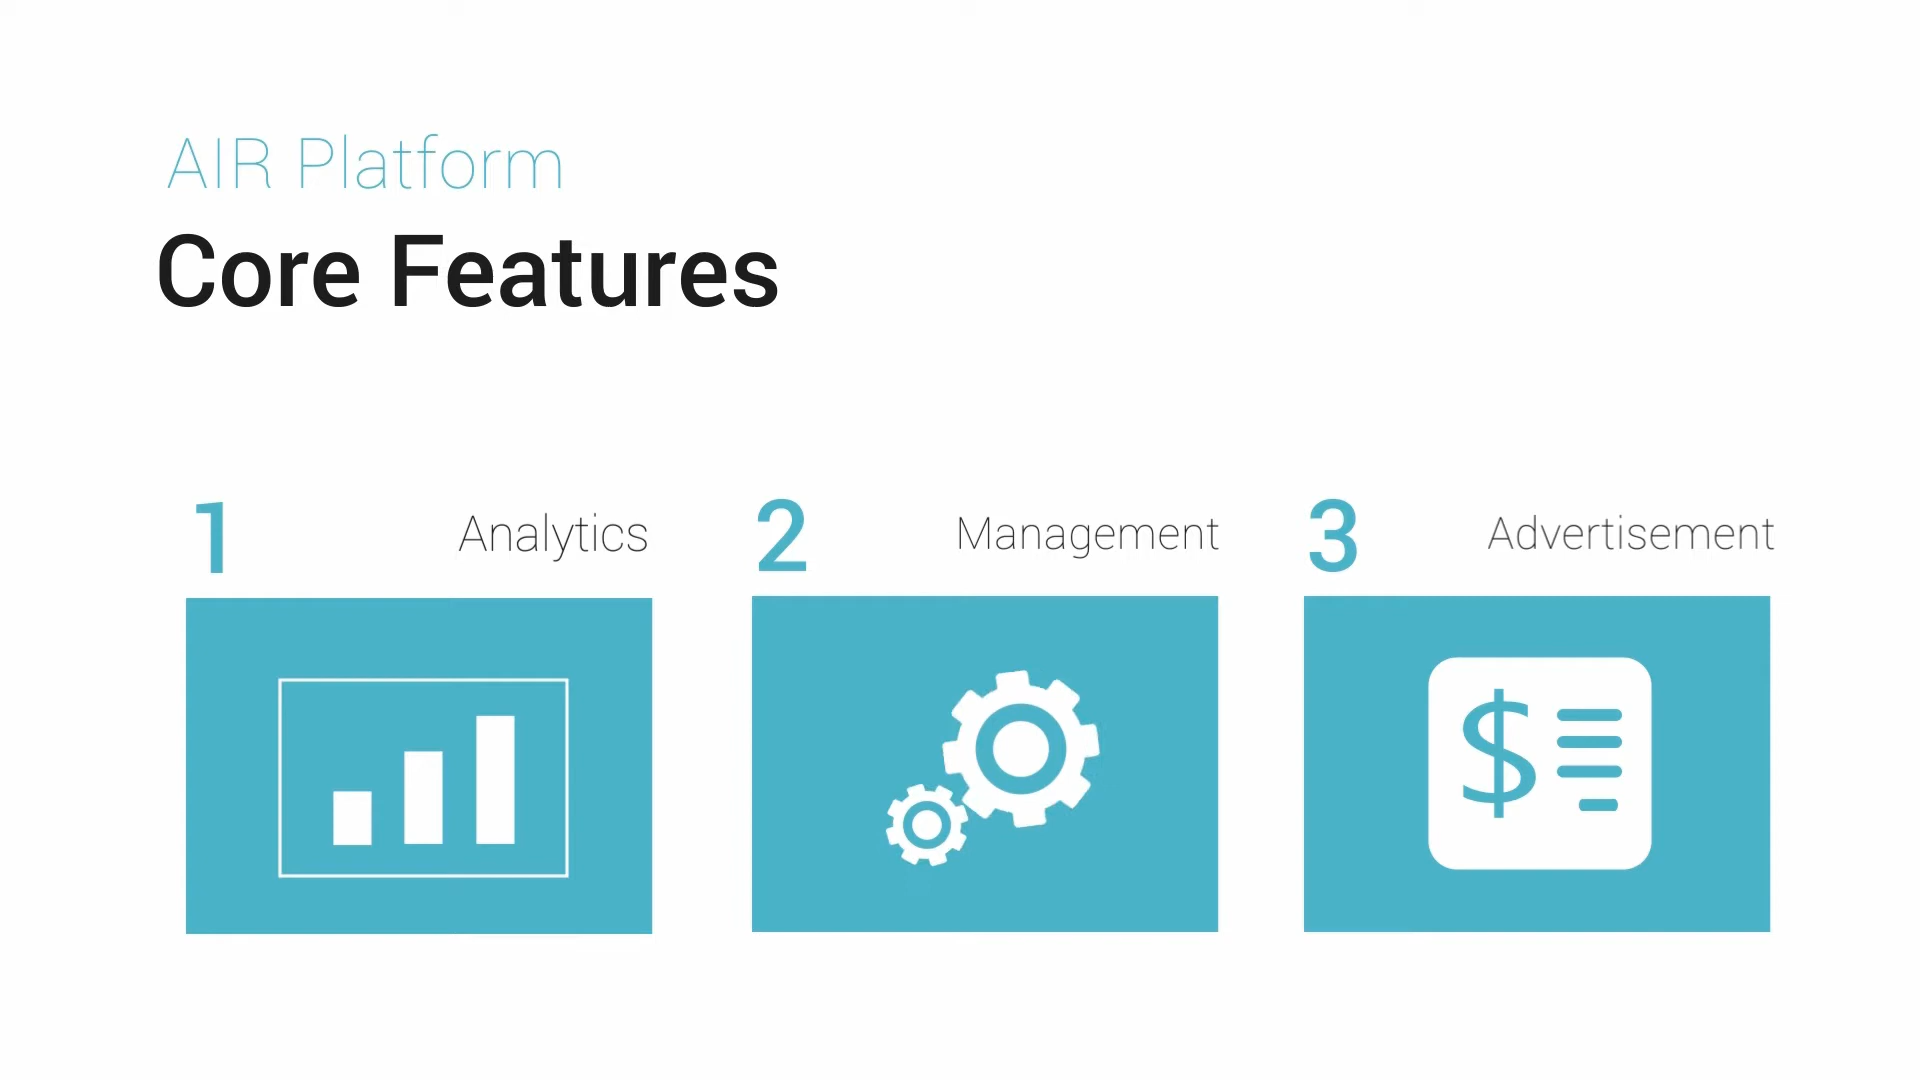 AIR Platform
Core Features
1 Analytics
2 Management
3 Advertisement
$